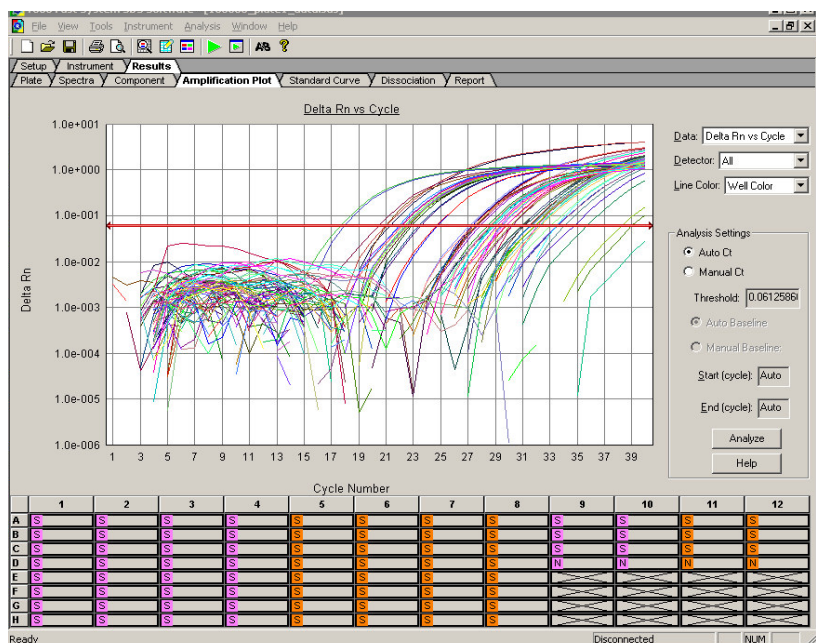 File View Tools Instrument Analysis Window Help
Setup Instrument Results
Plate Spectra Component Amplification Plot Standard Curve Dissociation Report
Delta Rn vs Cycle
Data: Delta Rn vs Cycle
Detector: All
Line Color: Well Color
Analysis Settings
Auto Ct
Manual Ct
Threshold: 0.0612586
Auto Baseline
Manual Baseline:
Start (cycle): Auto
End (cycle): Auto
Analyze
Help
Delta Rn
1.0e+001
1.0e+000
1.0e-001
1.0e-002
1.0e-003
1.0e-004
1.0e-005
1.0e-006
1 3 5 7 9 11 13 15 17 19 21 23 25 27 29 31 33 35 37 39
Cycle Number
1 2 3 4 5 6 7 8 9 10 11 12
A S S S S S S S S S S S S
B S S S S S S S S S S S S
C S S S S S S S S S S S S
D S S S S S S S S N N N N
E S S S S S S S S
F S S S S S S S S
G S S S S S S S S
H S S S S S S S S
Ready Disconnected NUM